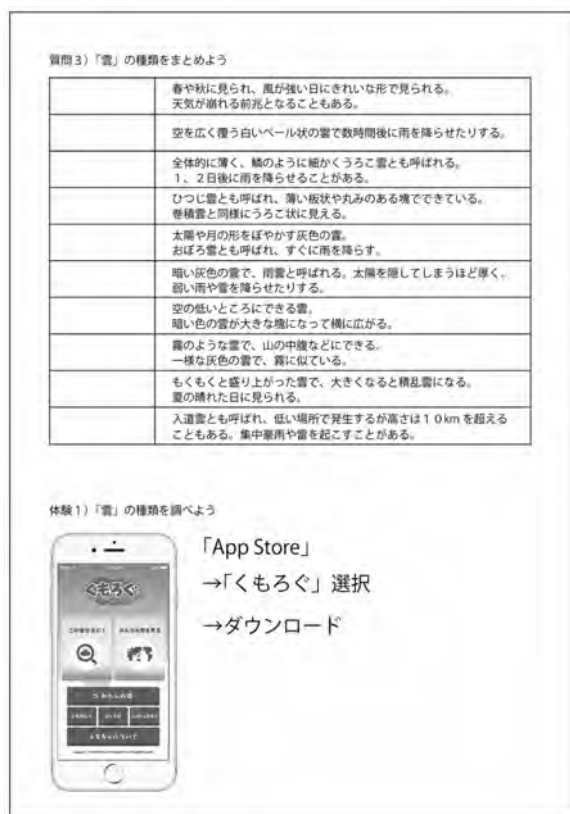 質問3）「雲」の種類をまとめよう
春や秋に見られ、風が強い日にきれいな形で見られる。
天気が崩れる前兆となることもある。
空を広く覆う白いベール状の雲で数時間後に雨を降らせたりする。
全体的に薄く、鱗のように細かくうろこ雲とも呼ばれる。
1、2日後に雨を降らせることがある。
ひつじ雲とも呼ばれ、薄い板状や丸みのある塊でできている。
巻積雲と同様にうろこ状に見える。
太陽や月の形をぼやかす灰色の雲。
おぼろ雲とも呼ばれ、すぐに雨を降らす。
暗い灰色の雲で、雨雲と呼ばれる。太陽を隠してしまうほど厚く、
弱い雨や雪を降らせたりする。
空の低いところにできる雲。
暗い色の雲が大きな塊になって横に広がる。
霧のような雲で、山の中腹などにできる。
一様な灰色の雲で、霧に似ている。
もくもくと盛り上がった雲で、大きくなると積乱雲になる。
夏の晴れた日に見られる。
入道雲とも呼ばれ、低い場所で発生するが高さは10kmを超える
こともある。集中豪雨や雷を起こすことがある。
体験1）「雲」の種類を調べよう
「App Store」
→「くもろぐ」選択
→ダウンロード
くもろぐ